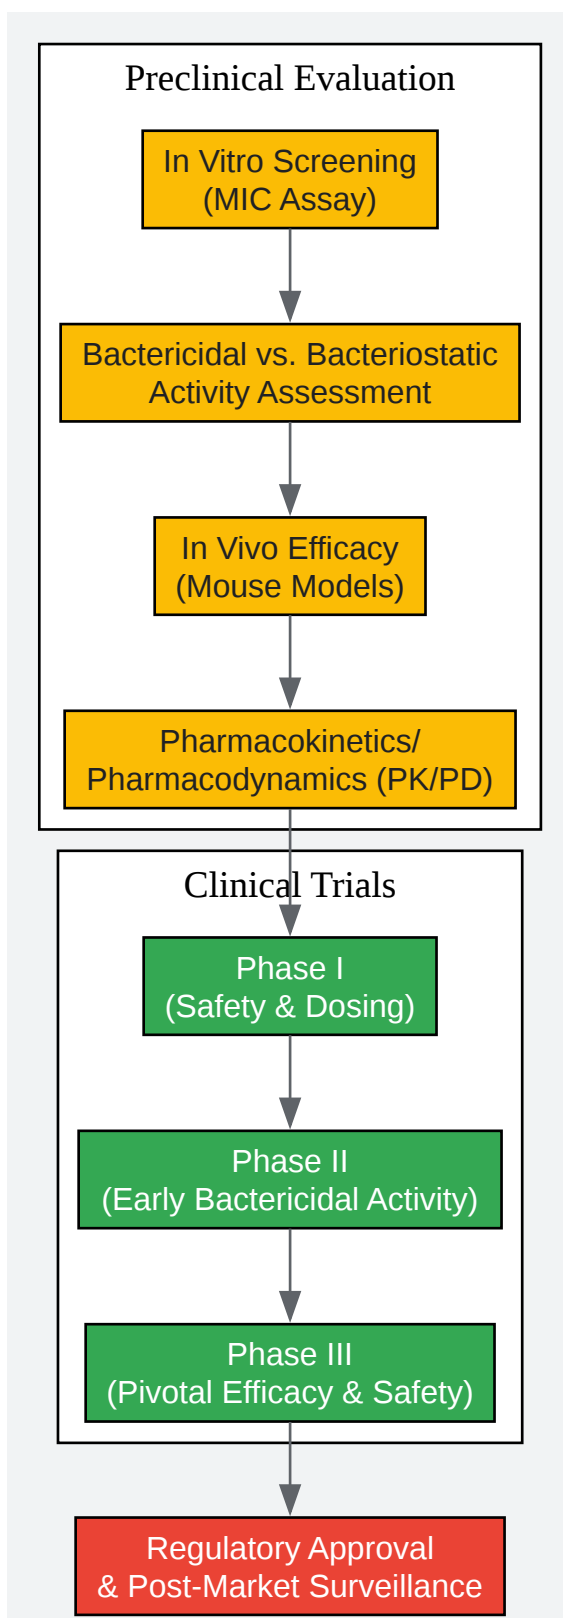 Preclinical Evaluation
In Vitro Screening
(MIC Assay)
Bactericidal vs. Bacteriostatic
Activity Assessment
In Vivo Efficacy
(Mouse Models)
Pharmacokinetics/
Pharmacodynamics (PK/PD)
Clinical Trials
Phase I
(Safety & Dosing)
Phase II
(Early Bactericidal Activity)
Phase III
(Pivotal Efficacy & Safety)
Regulatory Approval
& Post-Market Surveillance